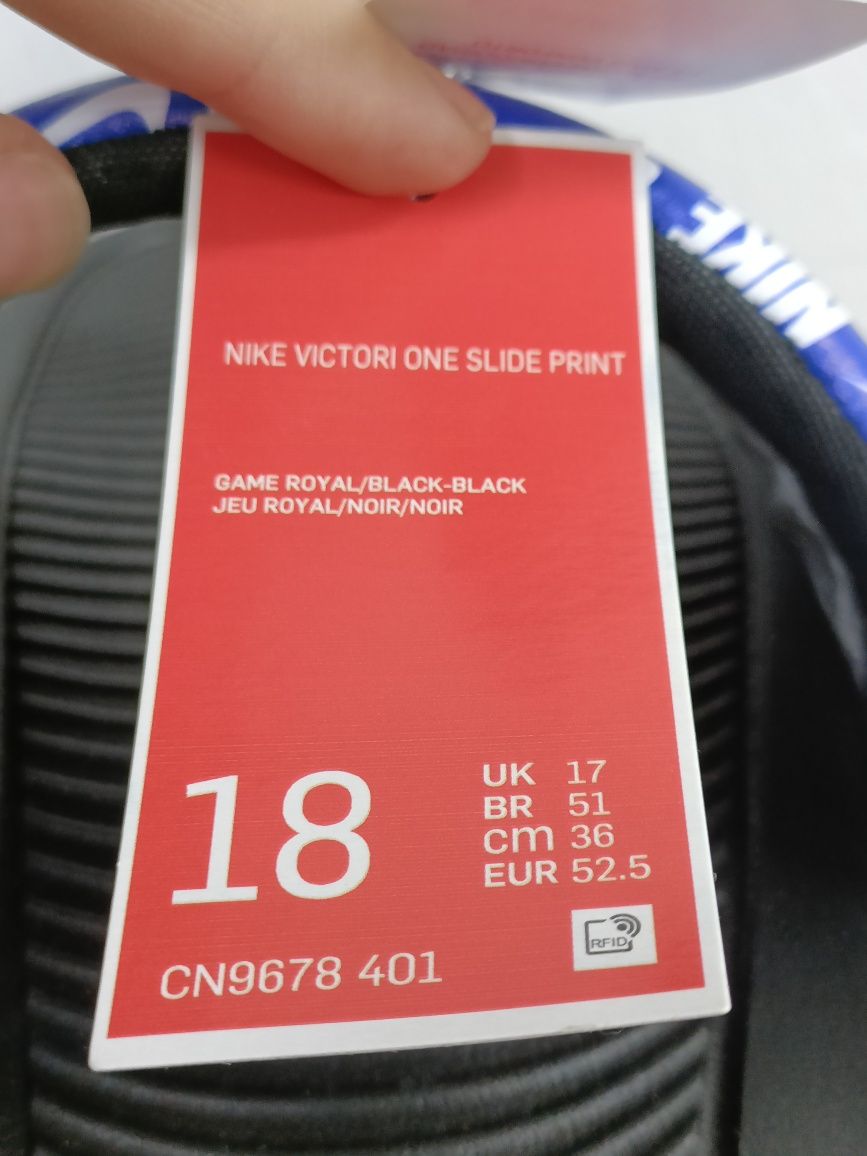 NIKE
NIKE VICTORI ONE SLIDE PRINT
GAME ROYAL/BLACK-BLACK
JEU ROYAL/NOIR/NOIR
18
UK 17
BR 51
cm 36
EUR 52.5
RFID
CN9678 401